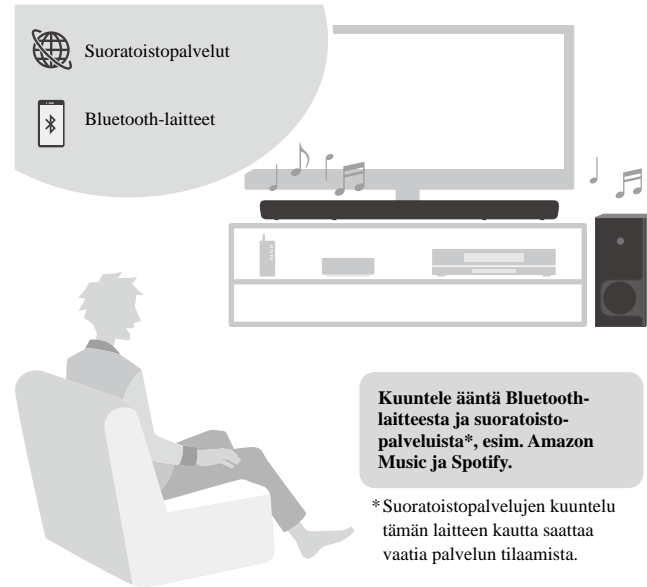 Suoratoistopalvelut
Bluetooth-laitteet
Kuuntele ääntä Bluetooth-
laitteesta ja suoratoisto-
palveluista*, esim. Amazon
Music ja Spotify.
* Suoratoistopalvelujen kuuntelu
tämän laitteen kautta saattaa
vaatia palvelun tilaamista.